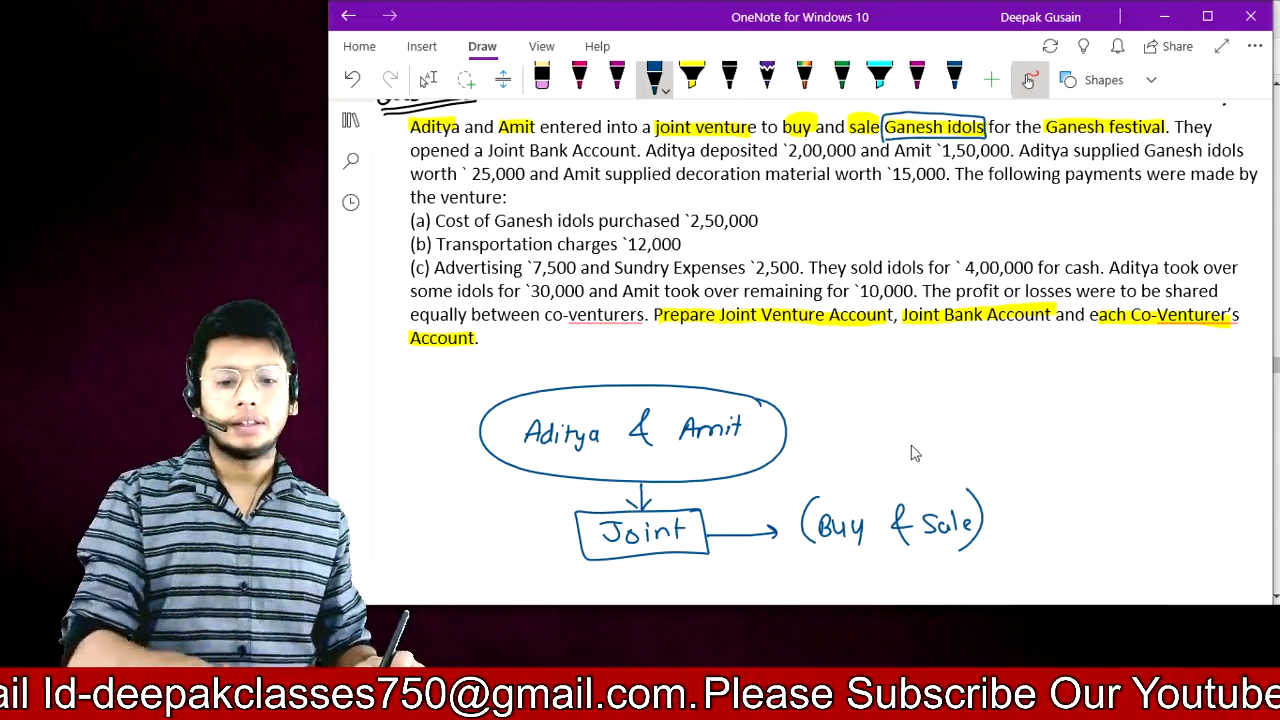 OneNote for Windows 10
Deepak Gusain
Home Insert Draw View Help
Share
Shapes
Aditya and Amit entered into a joint venture to buy and sale Ganesh idols for the Ganesh festival. They
opened a Joint Bank Account. Aditya deposited `2,00,000 and Amit `1,50,000. Aditya supplied Ganesh idols
worth ` 25,000 and Amit supplied decoration material worth `15,000. The following payments were made by
the venture:
(a) Cost of Ganesh idols purchased `2,50,000
(b) Transportation charges `12,000
(c) Advertising `7,500 and Sundry Expenses `2,500. They sold idols for ` 4,00,000 for cash. Aditya took over
some idols for `30,000 and Amit took over remaining for `10,000. The profit or losses were to be shared
equally between co-venturers. Prepare Joint Venture Account, Joint Bank Account and each Co-Venturer's
Account.
Aditya & Amit
Joint
(Buy & Sale)
ail Id-deepakclasses750@gmail.com. Please Subscribe Our Youtube